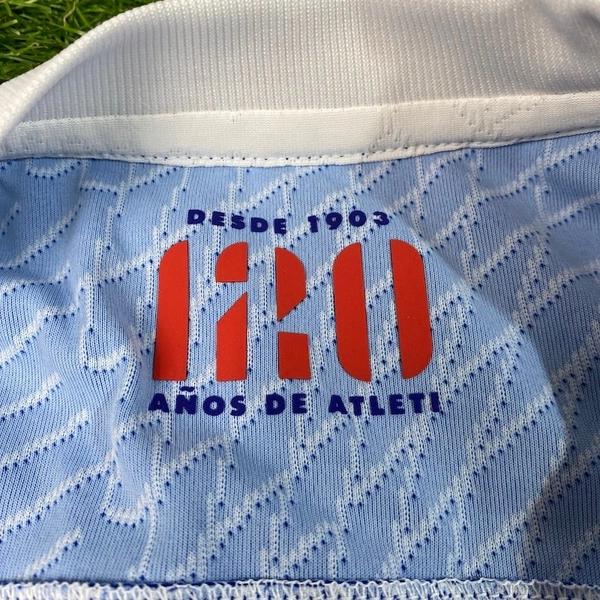 DESDE 1903
120
AÑOS DE ATLETI